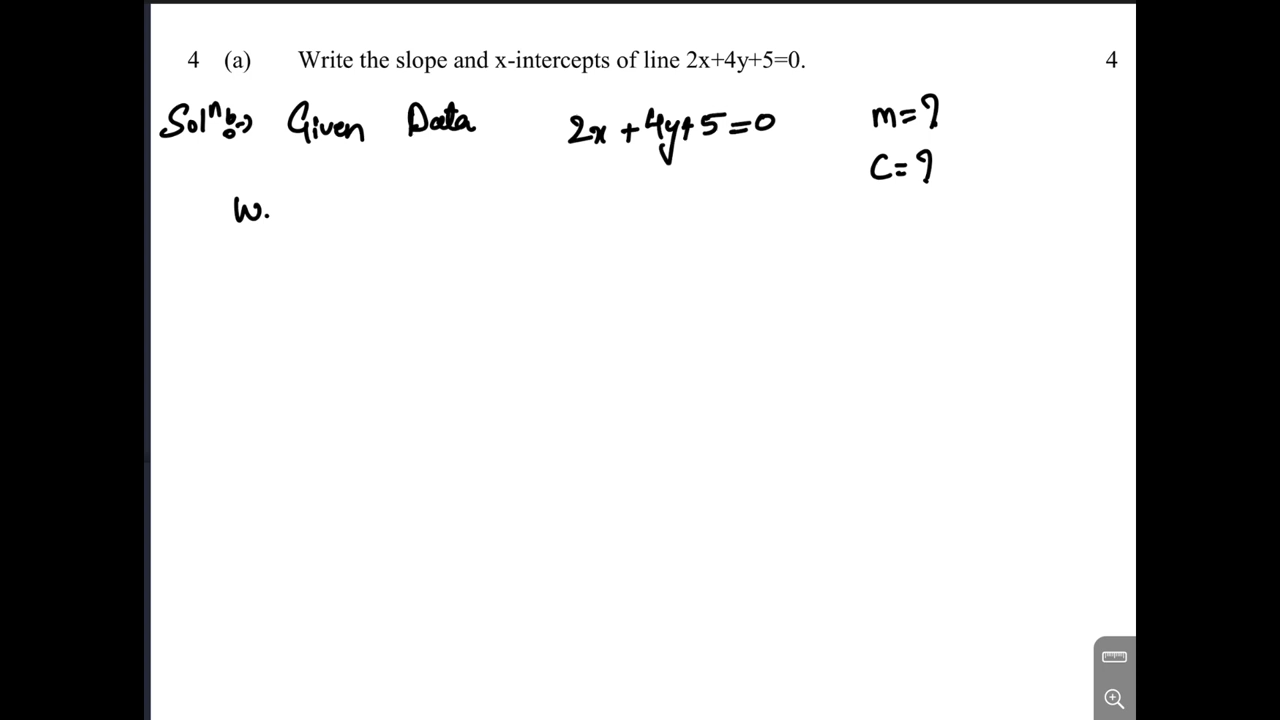 4 (a) Write the slope and x-intercepts of line 2x+4y+5=0. 4
Solⁿ:-> Given Data 2x + 4y + 5 = 0 m = ?
C = ?
W.